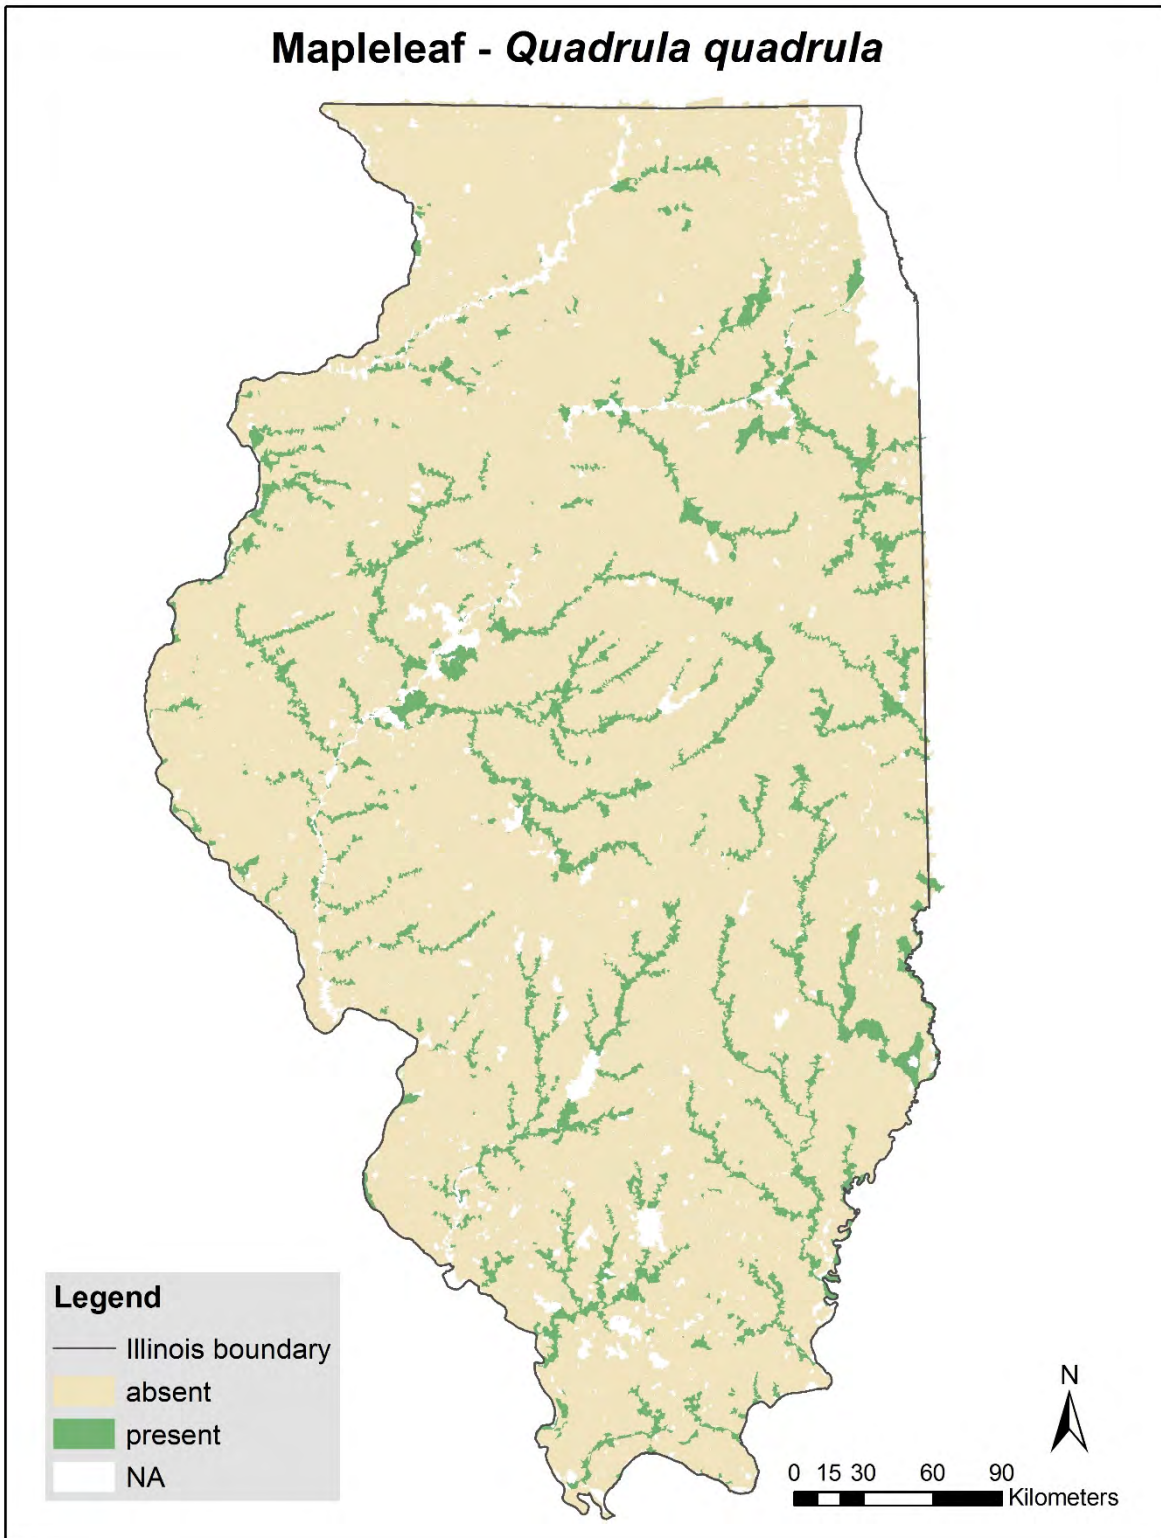 Mapleleaf - Quadrula quadrula
Legend
Illinois boundary
absent
present
NA
N
0 15 30 60 90
Kilometers